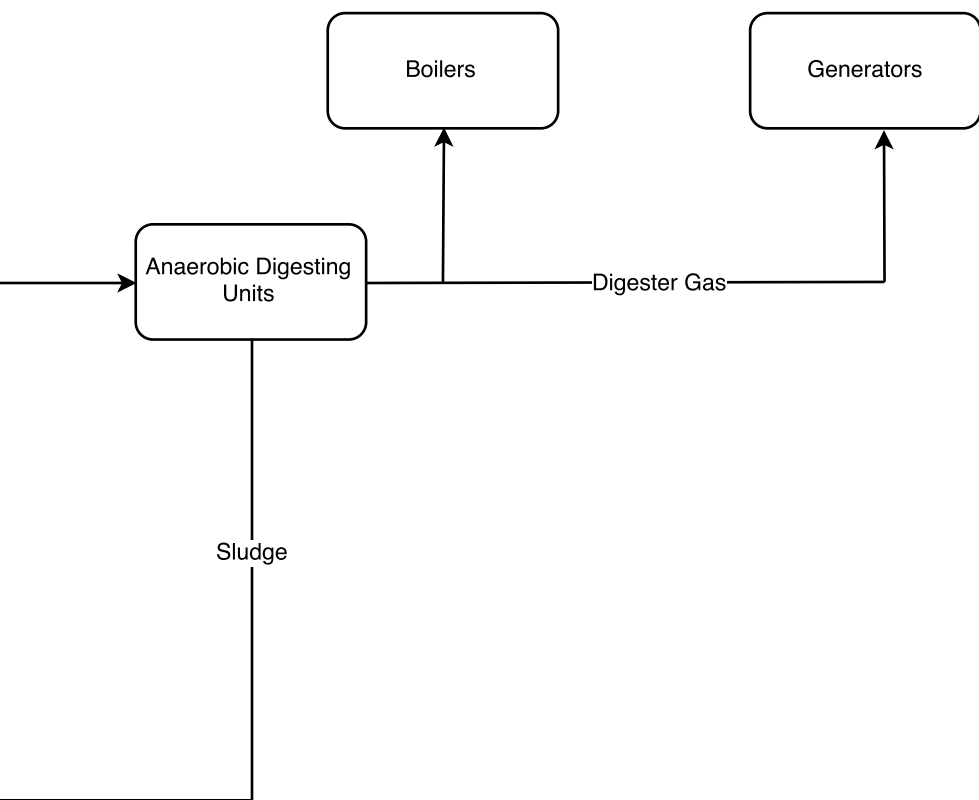 Boilers
Generators
Anaerobic Digesting
Units
Digester Gas
Sludge